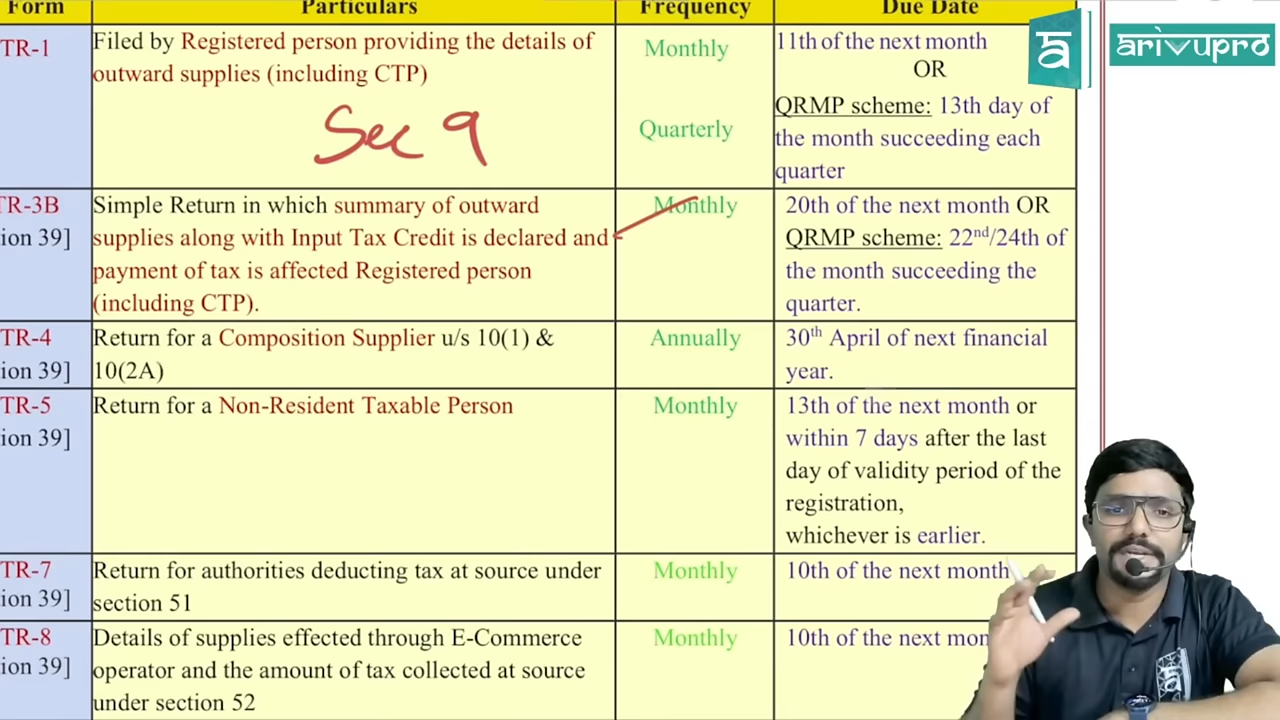 Form Particulars Frequency Due Date
arivupro
TR-1
Filed by Registered person providing the details of
outward supplies (including CTP)
Sec 9
Monthly
Quarterly
11th of the next month
OR
QRMP scheme: 13th day of
the month succeeding each
quarter
TR-3B
ion 39]
Simple Return in which summary of outward
supplies along with Input Tax Credit is declared and
payment of tax is affected Registered person
(including CTP).
Monthly
20th of the next month OR
QRMP scheme: 22nd/24th of
the month succeeding the
quarter.
TR-4
ion 39]
Return for a Composition Supplier u/s 10(1) &
10(2A)
Annually
30th April of next financial
year.
TR-5
ion 39]
Return for a Non-Resident Taxable Person
Monthly
13th of the next month or
within 7 days after the last
day of validity period of the
registration,
whichever is earlier.
TR-7
ion 39]
Return for authorities deducting tax at source under
section 51
Monthly
10th of the next month
TR-8
ion 39]
Details of supplies effected through E-Commerce
operator and the amount of tax collected at source
under section 52
Monthly
10th of the next mon